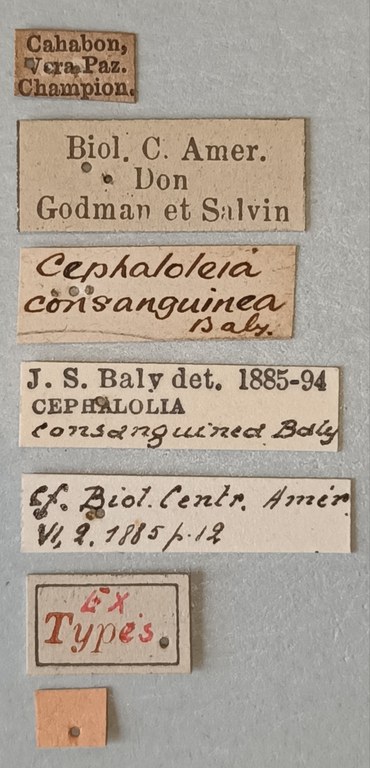 Cahabon,
Vera Paz.
Champion.
Biol. C. Amer.
Don
Godman et Salvin
Cephaloleia
consanguinea
Baly.
J. S. Baly det. 1885-94
CEPHALOLIA
consanguinea Baly
Cf. Biol. Centr. Amér
VI, 2. 1885 p. 12
Ex
Types.